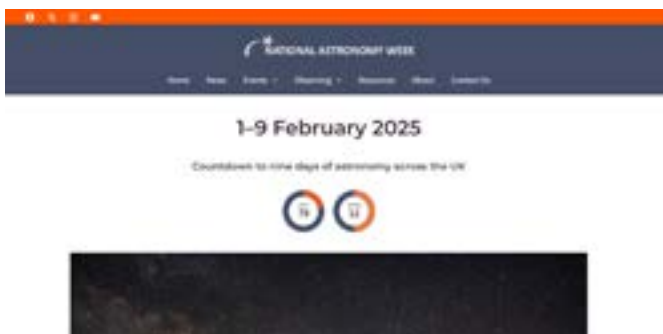 NATIONAL ASTRONOMY WEEK
Home News Events Observing Resources About Contact Us
1–9 February 2025
Countdown to nine days of astronomy across the UK